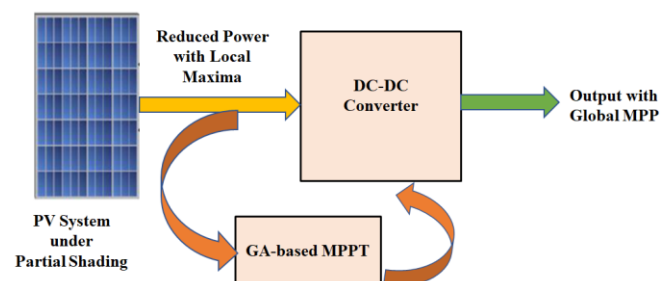 Reduced Power
with Local
Maxima
DC-DC
Converter
Output with
Global MPP
PV System
under
Partial Shading
GA-based MPPT